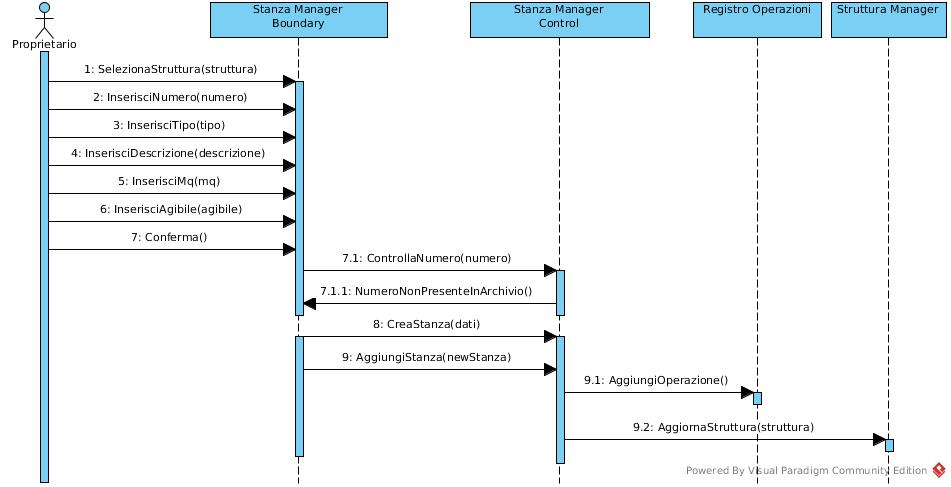 Stanza Manager
Boundary
Stanza Manager
Control
Registro Operazioni
Struttura Manager
Proprietario
1: SelezionaStruttura(struttura)
2: InserisciNumero(numero)
3: InserisciTipo(tipo)
4: InserisciDescrizione(descrizione)
5: InserisciMq(mq)
6: InserisciAgibile(agibile)
7: Conferma()
7.1: ControllaNumero(numero)
7.1.1: NumeroNonPresenteInArchivio()
8: CreaStanza(dati)
9: AggiungiStanza(newStanza)
9.1: AggiungiOperazione()
9.2: AggiornaStruttura(struttura)
Powered By Visual Paradigm Community Edition